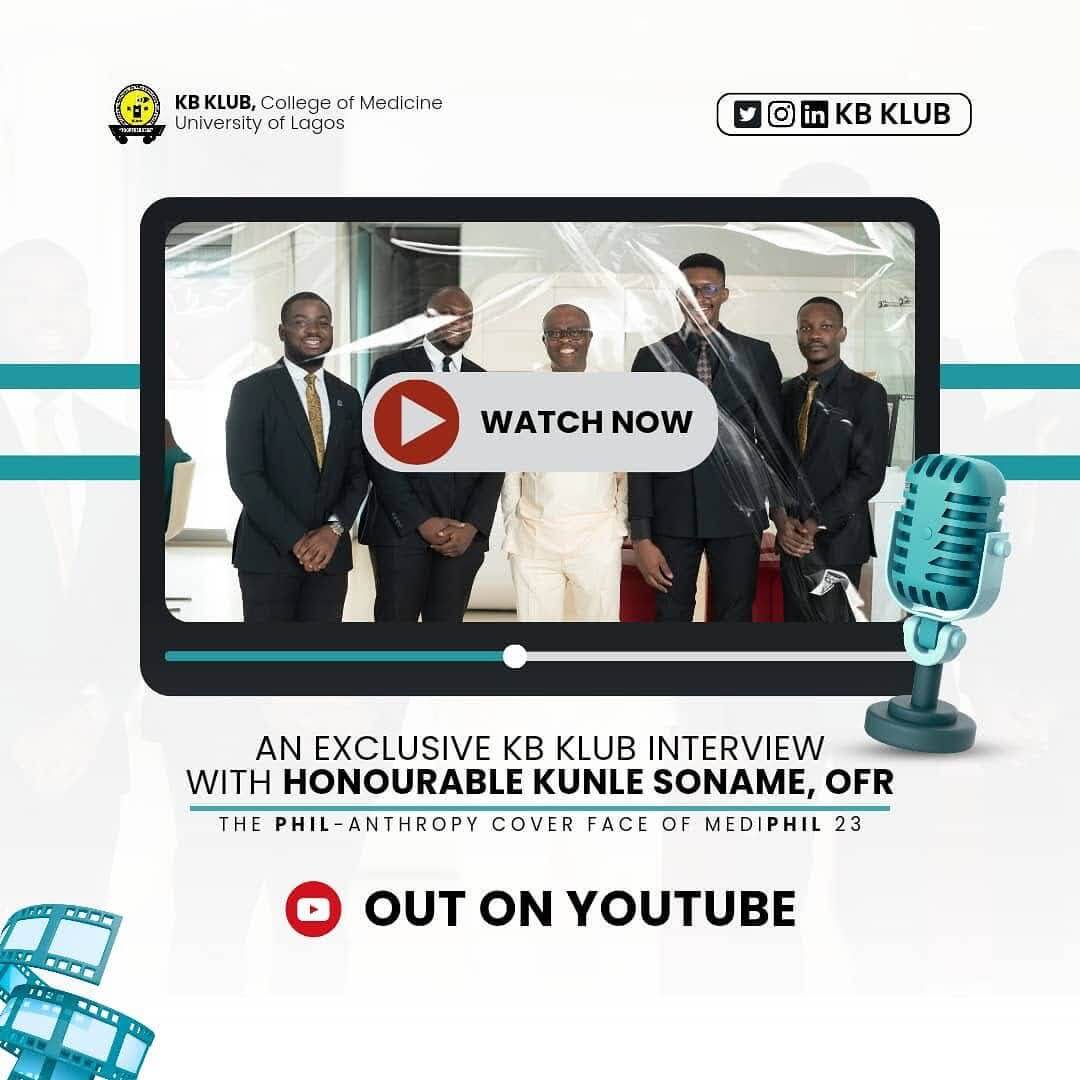 KB KLUB, College of Medicine
University of Lagos
KB KLUB
WATCH NOW
AN EXCLUSIVE KB KLUB INTERVIEW
WITH HONOURABLE KUNLE SONAME, OFR
THE PHIL-ANTHROPY COVER FACE OF MEDIPHIL 23
OUT ON YOUTUBE